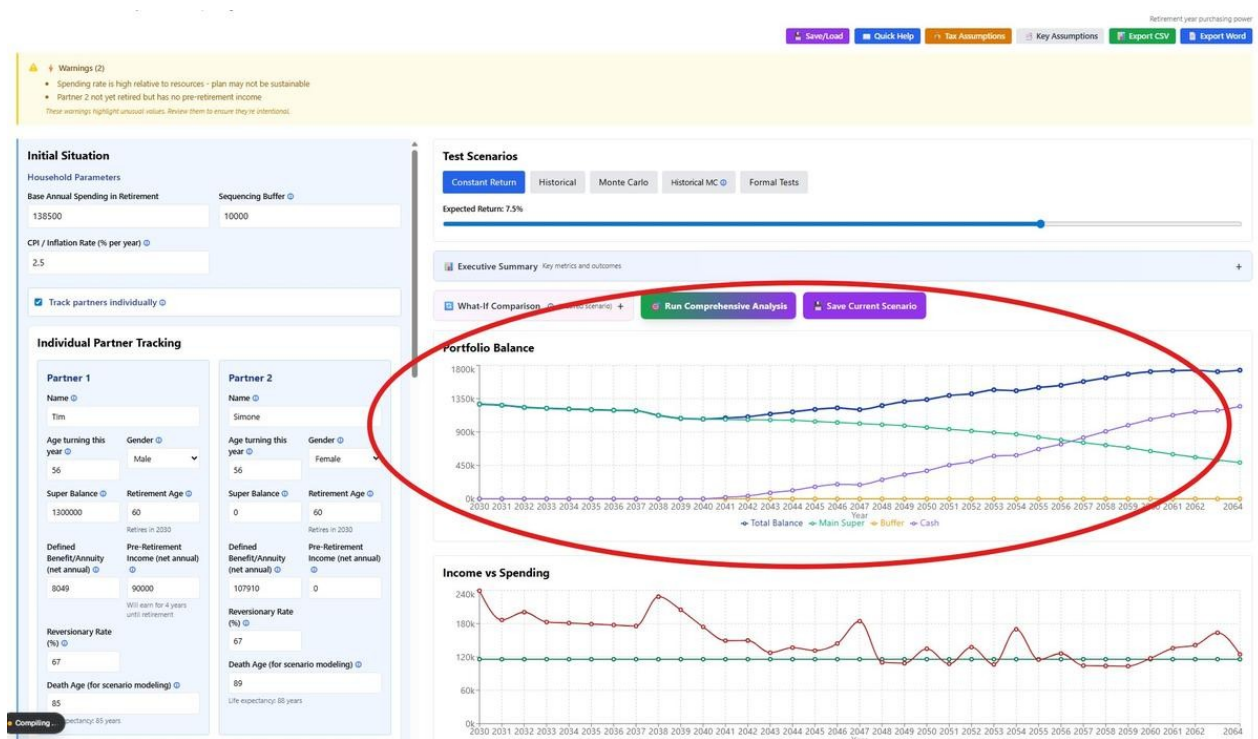 Retirement year purchasing power
Save/Load Quick Help Tax Assumptions Key Assumptions Export CSV Export Word
Warnings (2)
Spending rate is high relative to resources - plan may not be sustainable
Partner 2 not yet retired but has no pre-retirement income
These warnings highlight unusual values. Review them to ensure they're intentional.
Initial Situation
Household Parameters
Base Annual Spending in Retirement
138500
Sequencing Buffer
10000
CPI / Inflation Rate (% per year)
2.5
Track partners individually
Individual Partner Tracking
Partner 1
Name
Tim
Age turning this year
56
Gender
Male
Super Balance
1300000
Retirement Age
60
Retires in 2030
Defined Benefit/Annuity (net annual)
8049
Pre-Retirement Income (net annual)
90000
Will earn for 4 years until retirement
Reversionary Rate (%)
67
Death Age (for scenario modeling)
85
expectancy: 85 years
Compiling ...
Partner 2
Name
Simone
Age turning this year
56
Gender
Female
Super Balance
0
Retirement Age
60
Retires in 2030
Defined Benefit/Annuity (net annual)
107910
Pre-Retirement Income (net annual)
0
Reversionary Rate (%)
67
Death Age (for scenario modeling)
89
Life expectancy: 88 years
Test Scenarios
Constant Return Historical Monte Carlo Historical MC Formal Tests
Expected Return: 7.5%
Executive Summary Key metrics and outcomes +
What-If Comparison +
Run Comprehensive Analysis
Save Current Scenario
Portfolio Balance
1800k
1350k
900k
450k
0k
2030 2031 2032 2033 2034 2035 2036 2037 2038 2039 2040 2041 2042 2043 2044 2045 2046 2047 2048 2049 2050 2051 2052 2053 2054 2055 2056 2057 2058 2059 2060 2061 2062 2064
Year
Total Balance Main Super Buffer Cash
Income vs Spending
240k
180k
120k
60k
0k
2030 2031 2032 2033 2034 2035 2036 2037 2038 2039 2040 2041 2042 2043 2044 2045 2046 2047 2048 2049 2050 2051 2052 2053 2054 2055 2056 2057 2058 2059 2060 2061 2062 2064